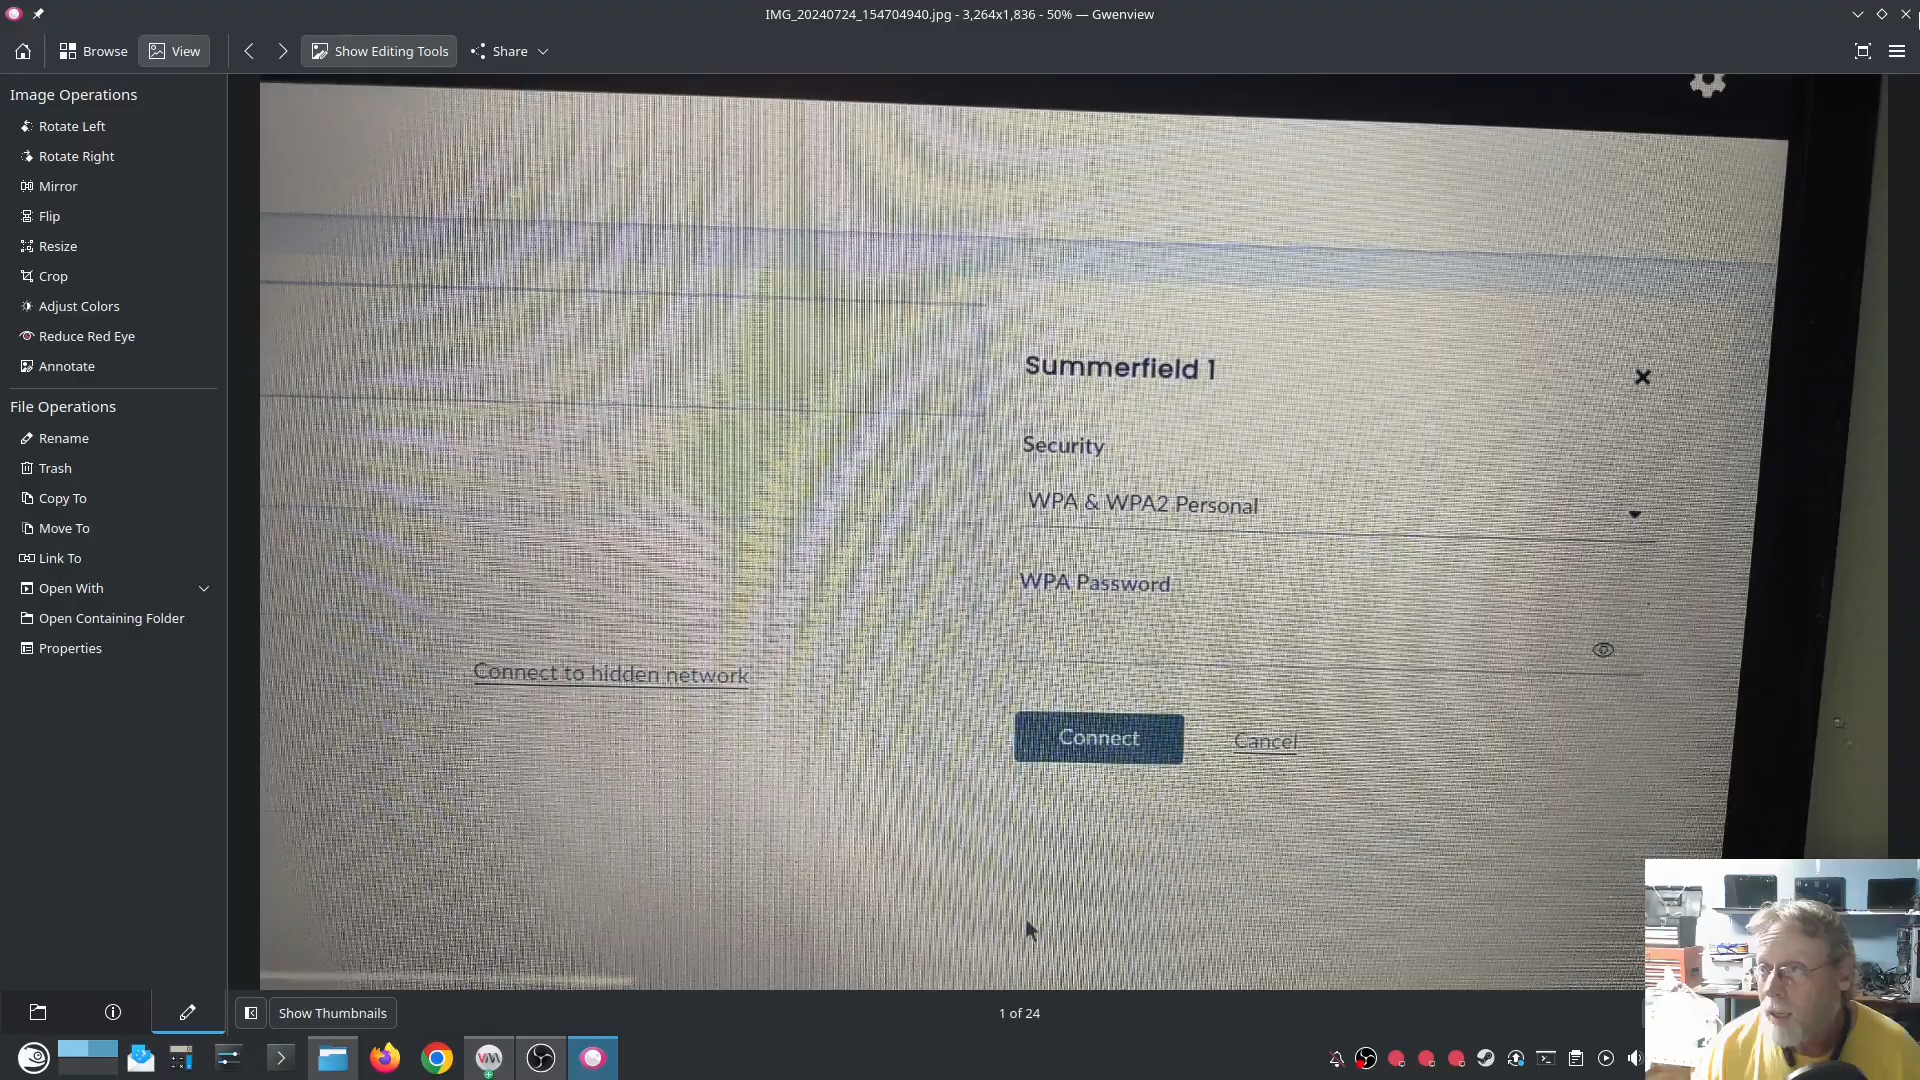 IMG_20240724_154704940.jpg - 3,264x1,836 - 50% — Gwenview
Browse
View
Show Editing Tools
Share
Image Operations
Rotate Left
Rotate Right
Mirror
Flip
Resize
Crop
Adjust Colors
Reduce Red Eye
Annotate
File Operations
Rename
Trash
Copy To
Move To
Link To
Open With
Open Containing Folder
Properties
Summerfield 1
Security
WPA & WPA2 Personal
WPA Password
Connect to hidden network
Connect
Cancel
Show Thumbnails
1 of 24